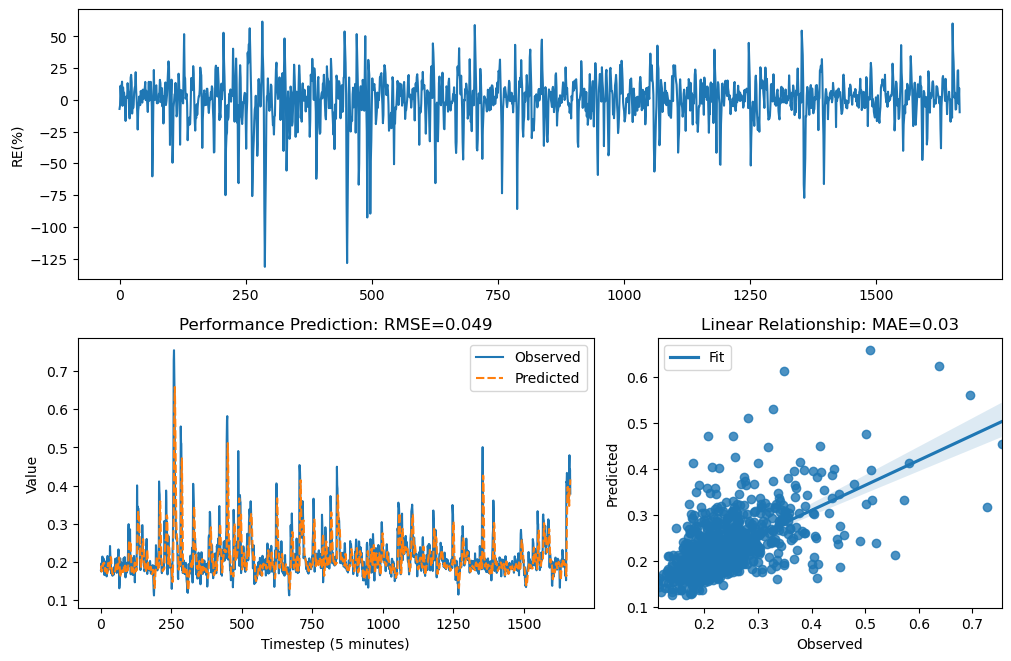 RE(%)
50
25
0
−25
−50
−75
−100
−125
0 250 500 750 1000 1250 1500
Performance Prediction: RMSE=0.049
Observed
Predicted
Value
0.7
0.6
0.5
0.4
0.3
0.2
0.1
0 250 500 750 1000 1250 1500
Timestep (5 minutes)
Linear Relationship: MAE=0.03
Fit
Predicted
0.6
0.5
0.4
0.3
0.2
0.1
0.2 0.3 0.4 0.5 0.6 0.7
Observed